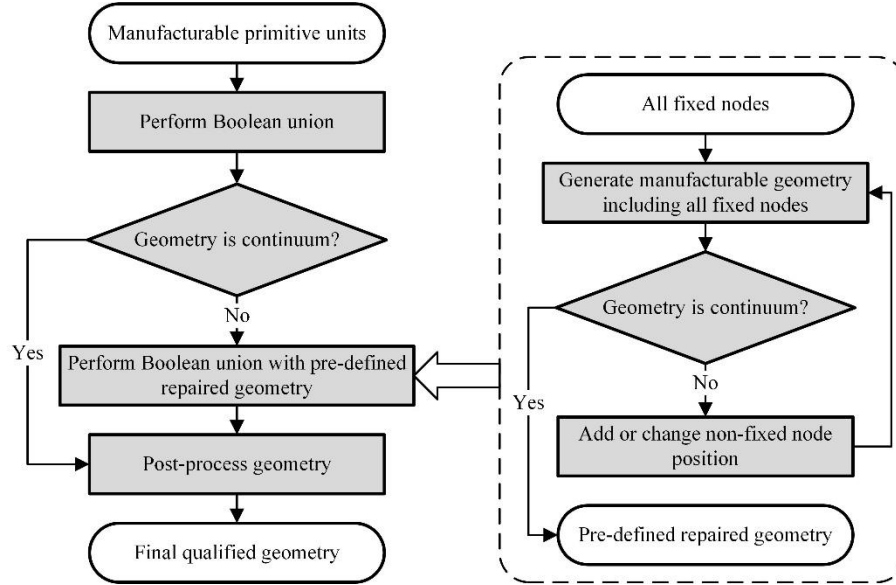 Manufacturable primitive units
Perform Boolean union
Geometry is continuum?
No
Yes
Perform Boolean union with pre-defined
repaired geometry
Post-process geometry
Final qualified geometry
All fixed nodes
Generate manufacturable geometry
including all fixed nodes
Geometry is continuum?
No
Yes
Add or change non-fixed node
position
Pre-defined repaired geometry